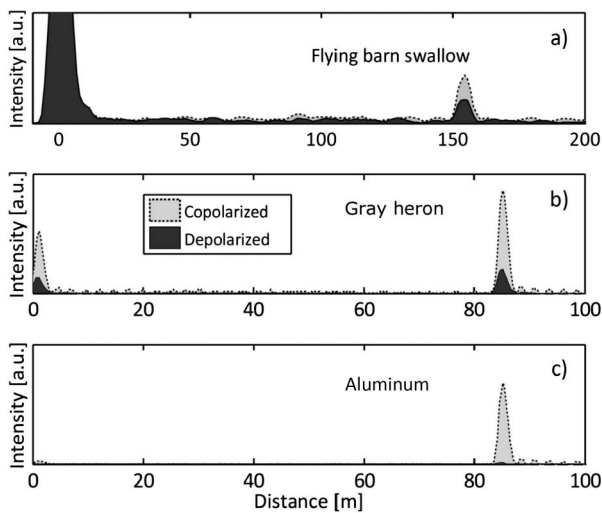 Intensity [a.u.]
a)
Flying barn swallow
0 50 100 150 200
Intensity [a.u.]
b)
Copolarized
Depolarized
Gray heron
0 20 40 60 80 100
Intensity [a.u.]
c)
Aluminum
0 20 40 60 80 100
Distance [m]